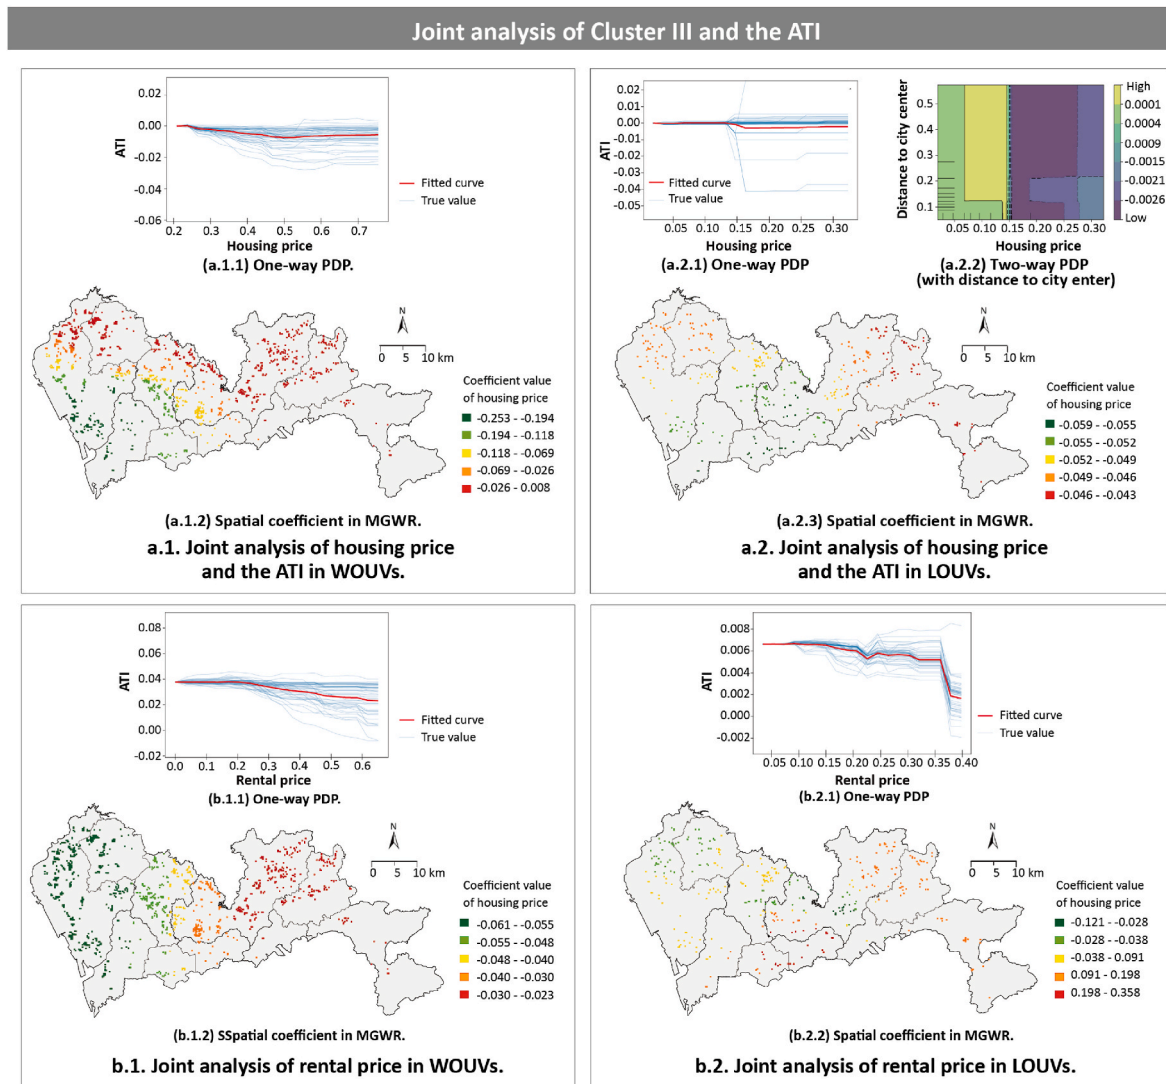 Joint analysis of Cluster III and the ATI
0.02
0.00
-0.02
-0.04
-0.06
ATI
Fitted curve
True value
0.2 0.3 0.4 0.5 0.6 0.7
Housing price
(a.1.1) One-way PDP.
N
0 10 km
Coefficient value
of housing price
-0.253 - -0.194
-0.194 - -0.118
-0.118 - -0.069
-0.069 - -0.026
-0.026 - 0.008
(a.1.2) Spatial coefficient in MGWR.
a.1. Joint analysis of housing price
and the ATI in WOUVs.
0.02
0.01
0.00
-0.01
-0.02
-0.03
-0.04
-0.05
ATI
Fitted curve
True value
0.05 0.10 0.15 0.20 0.25 0.30
Housing price
(a.2.1) One-way PDP
Distance to city center
0.5
0.4
0.3
0.2
0.1
0.05 0.10 0.15 0.20 0.25 0.30
Housing price
High
0.0001
0.0004
0.0009
-0.0015
-0.0021
-0.0026
Low
(a.2.2) Two-way PDP
(with distance to city enter)
N
0 10 km
Coefficient value
of housing price
-0.059 - -0.055
-0.055 - -0.052
-0.052 - -0.049
-0.049 - -0.046
-0.046 - -0.043
(a.2.3) Spatial coefficient in MGWR.
a.2. Joint analysis of housing price
and the ATI in LOUVs.
0.08
0.06
0.04
0.02
0.00
-0.02
ATI
Fitted curve
True value
0.0 0.1 0.2 0.3 0.4 0.5 0.6
Rental price
(b.1.1) One-way PDP.
N
0 10 km
Coefficient value
of housing price
-0.061 - -0.055
-0.055 - -0.048
-0.048 - -0.040
-0.040 - -0.030
-0.030 - -0.023
(b.1.2) SSpatial coefficient in MGWR.
b.1. Joint analysis of rental price in WOUVs.
0.008
0.006
0.004
0.002
0.000
-0.002
ATI
Fitted curve
True value
0.05 0.10 0.15 0.20 0.25 0.30 0.35 0.40
Rental price
(b.2.1) One-way PDP
N
0 10 km
Coefficient value
of housing price
-0.121 - -0.028
-0.028 - -0.038
-0.038 - 0.091
0.091 - 0.198
0.198 - 0.358
(b.2.2) Spatial coefficient in MGWR.
b.2. Joint analysis of rental price in LOUVs.